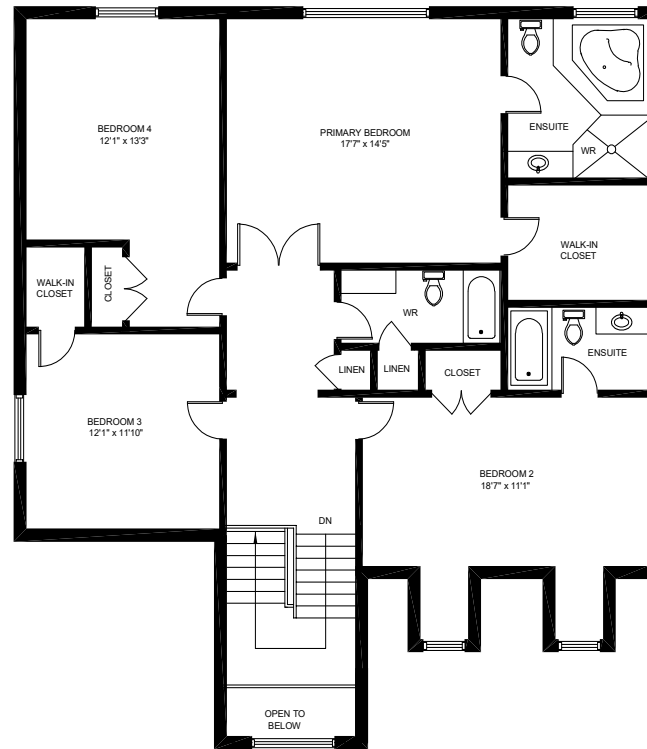 BEDROOM 4
12'1" x 13'3"
PRIMARY BEDROOM
17'7" x 14'5"
ENSUITE
WR
WALK-IN
CLOSET
WALK-IN
CLOSET
CLOSET
WR
LINEN
LINEN
CLOSET
ENSUITE
BEDROOM 3
12'1" x 11'10"
BEDROOM 2
18'7" x 11'1"
DN
OPEN TO
BELOW